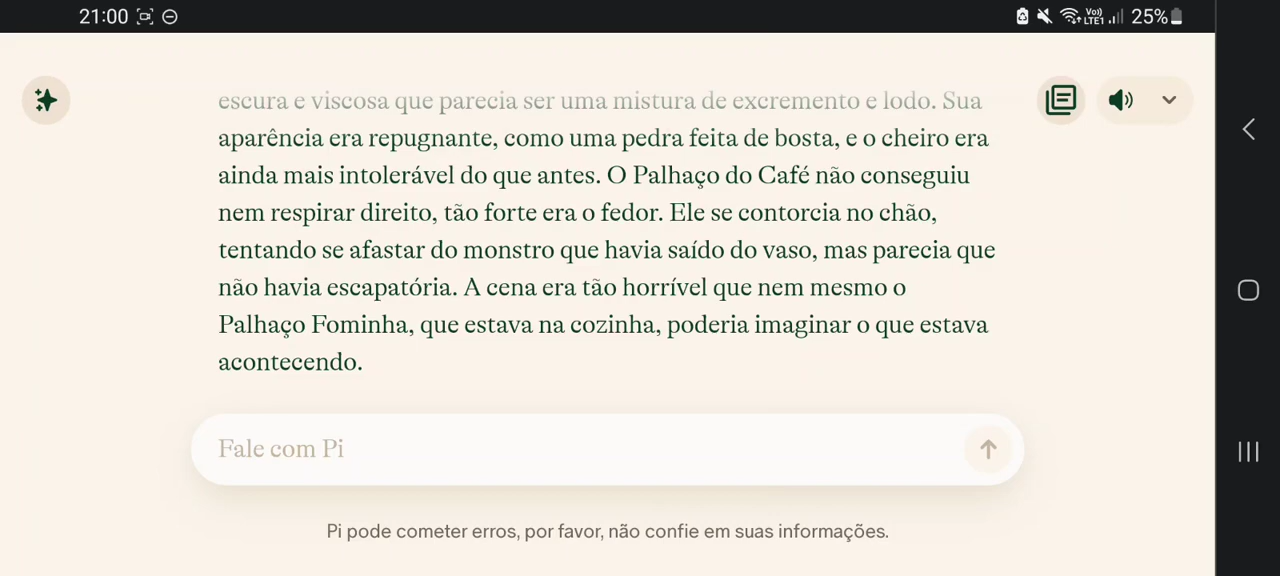 21:00
Vo)) LTE1 25%
escura e viscosa que parecia ser uma mistura de excremento e lodo. Sua
aparência era repugnante, como uma pedra feita de bosta, e o cheiro era
ainda mais intolerável do que antes. O Palhaço do Café não conseguiu
nem respirar direito, tão forte era o fedor. Ele se contorcia no chão,
tentando se afastar do monstro que havia saído do vaso, mas parecia que
não havia escapatória. A cena era tão horrível que nem mesmo o
Palhaço Fominha, que estava na cozinha, poderia imaginar o que estava
acontecendo.
Fale com Pi
Pi pode cometer erros, por favor, não confie em suas informações.